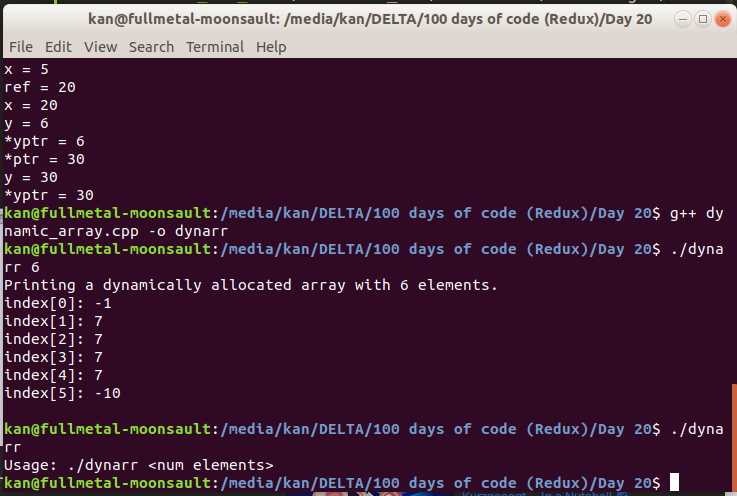 kan@fullmetal-moonsault: /media/kan/DELTA/100 days of code (Redux)/Day 20
File Edit View Search Terminal Help
x = 5
ref = 20
x = 20
y = 6
*yptr = 6
*ptr = 30
y = 30
*yptr = 30
kan@fullmetal-moonsault:/media/kan/DELTA/100 days of code (Redux)/Day 20$ g++ dy
namic_array.cpp -o dynarr
kan@fullmetal-moonsault:/media/kan/DELTA/100 days of code (Redux)/Day 20$ ./dyna
rr 6
Printing a dynamically allocated array with 6 elements.
index[0]: -1
index[1]: 7
index[2]: 7
index[3]: 7
index[4]: 7
index[5]: -10
kan@fullmetal-moonsault:/media/kan/DELTA/100 days of code (Redux)/Day 20$ ./dyna
rr
Usage: ./dynarr <num elements>
kan@fullmetal-moonsault:/media/kan/DELTA/100 days of code (Redux)/Day 20$